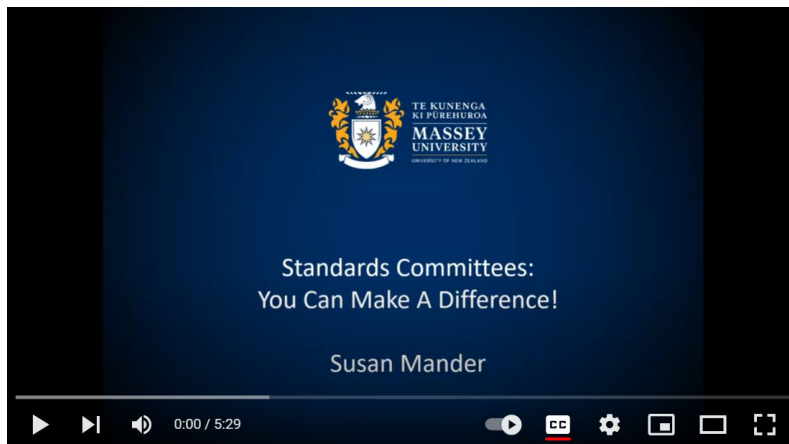 TE KUNENGA
KI PŪREHUROA
MASSEY
UNIVERSITY
UNIVERSITY OF NEW ZEALAND
Standards Committees:
You Can Make A Difference!
Susan Mander
0:00 / 5:29
CC